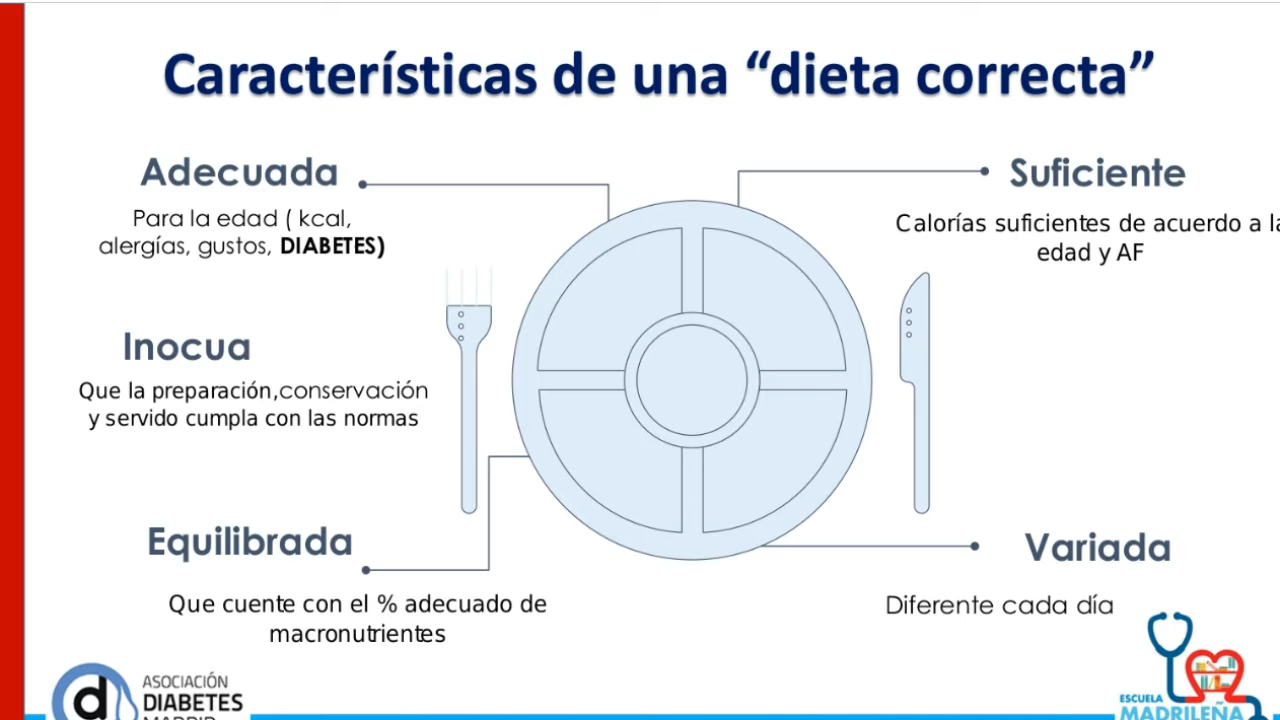 Características de una “dieta correcta”
Adecuada
Para la edad ( kcal,
alergías, gustos, DIABETES)
Suficiente
Calorías suficientes de acuerdo a la
edad y AF
Inocua
Que la preparación,conservación
y servido cumpla con las normas
Equilibrada
Que cuente con el % adecuado de
macronutrientes
Variada
Diferente cada día
d
ASOCIACIÓN
DIABETES
MADRID
ESCUELA
MADRILEÑA